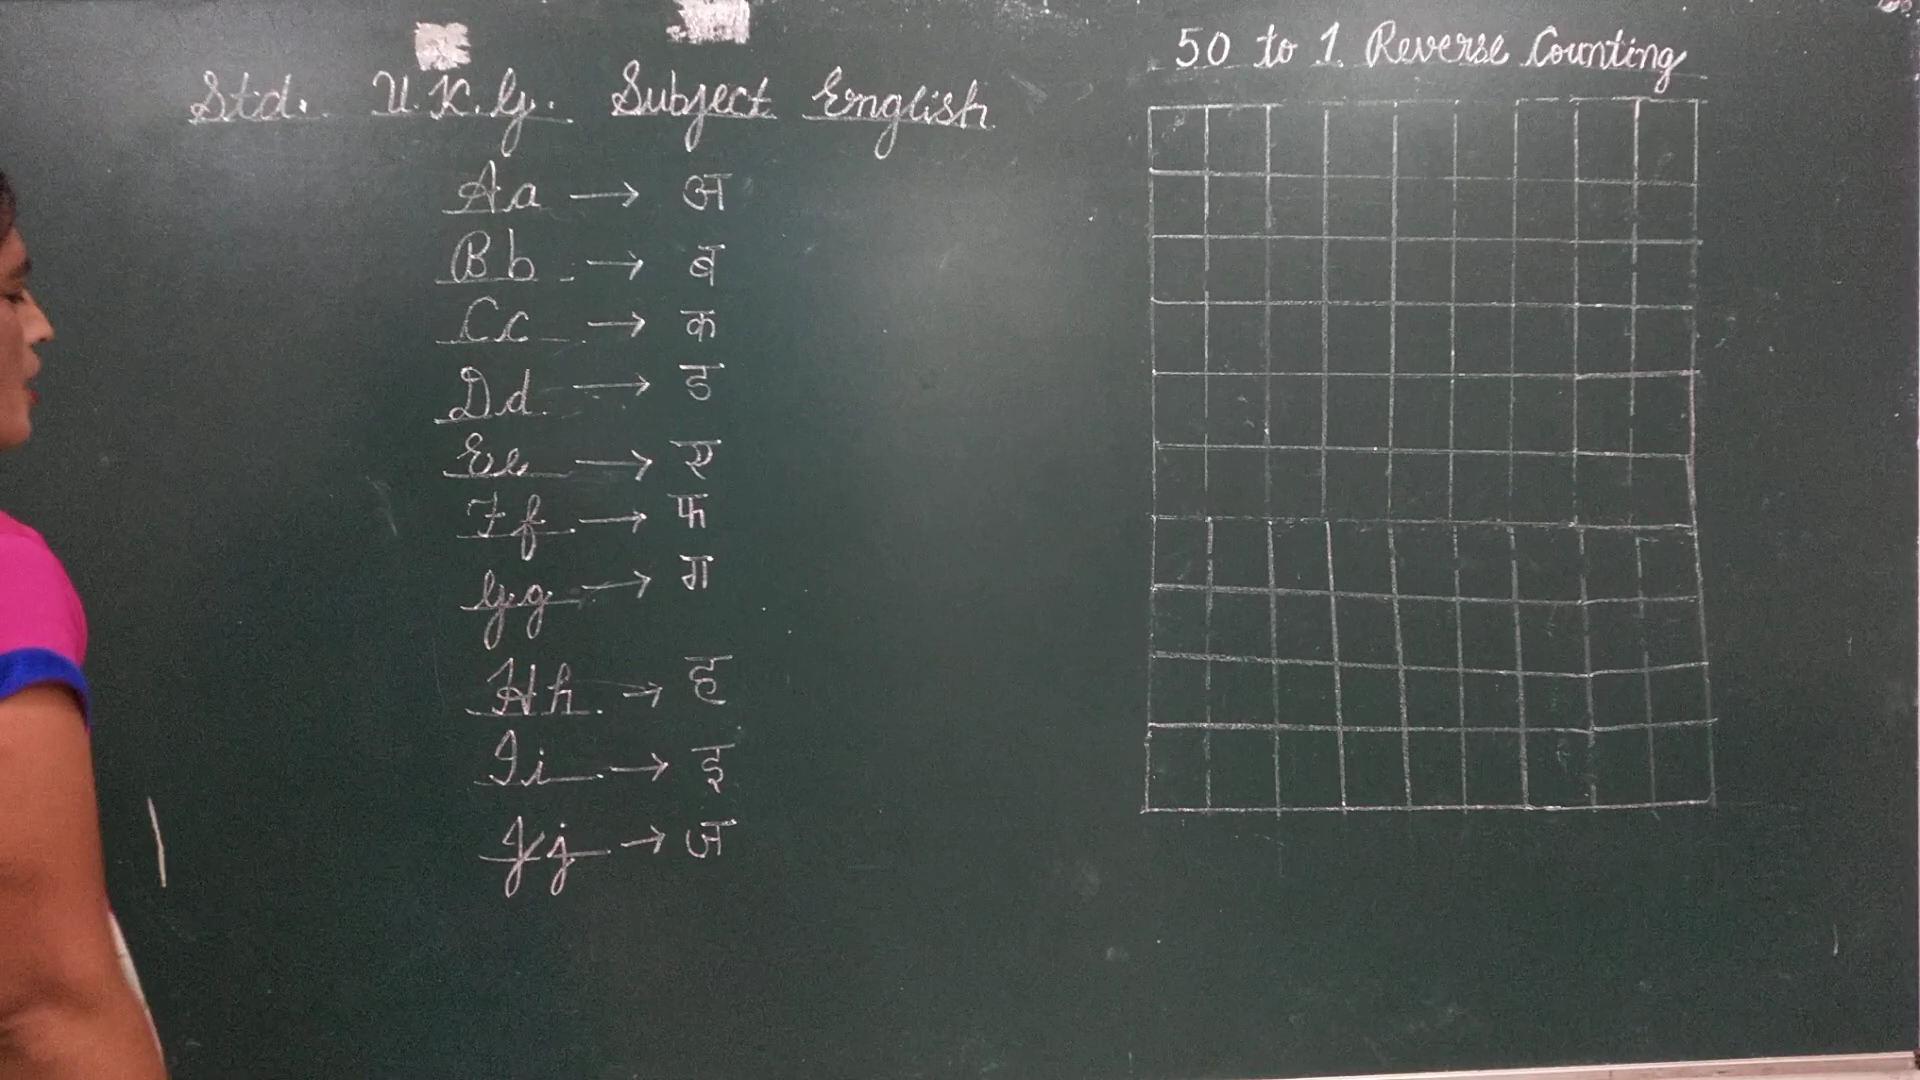 Std. U.K.G. Subject English
Aa → अ
Bb → ब
Cc → क
Dd → ड
Ee → ए
Ff → फ
Gg → ग
Hh → ह
Ii → इ
Jj → ज
50 to 1 Reverse Counting